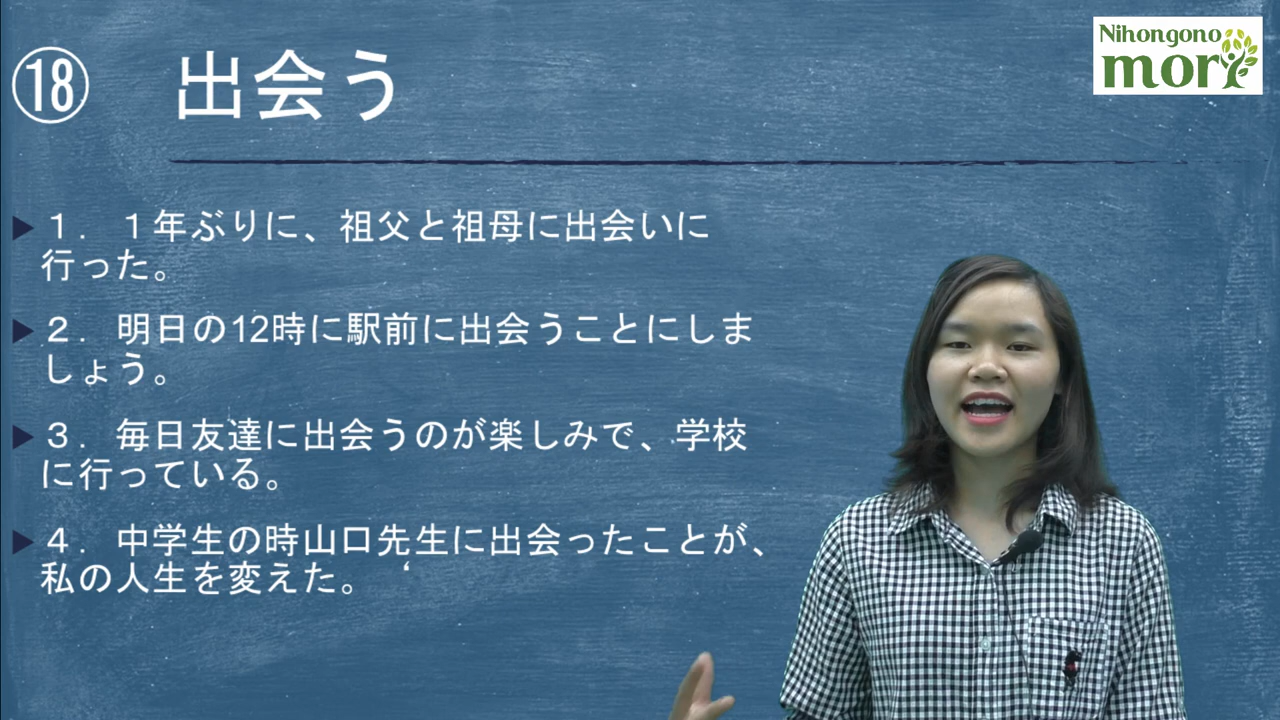 ⑱ 出会う
Nihongono
mori
１．１年ぶりに、祖父と祖母に出会いに
行った。
２．明日の12時に駅前に出会うことにしま
しょう。
３．毎日友達に出会うのが楽しみで、学校
に行っている。
４．中学生の時山口先生に出会ったことが、
私の人生を変えた。